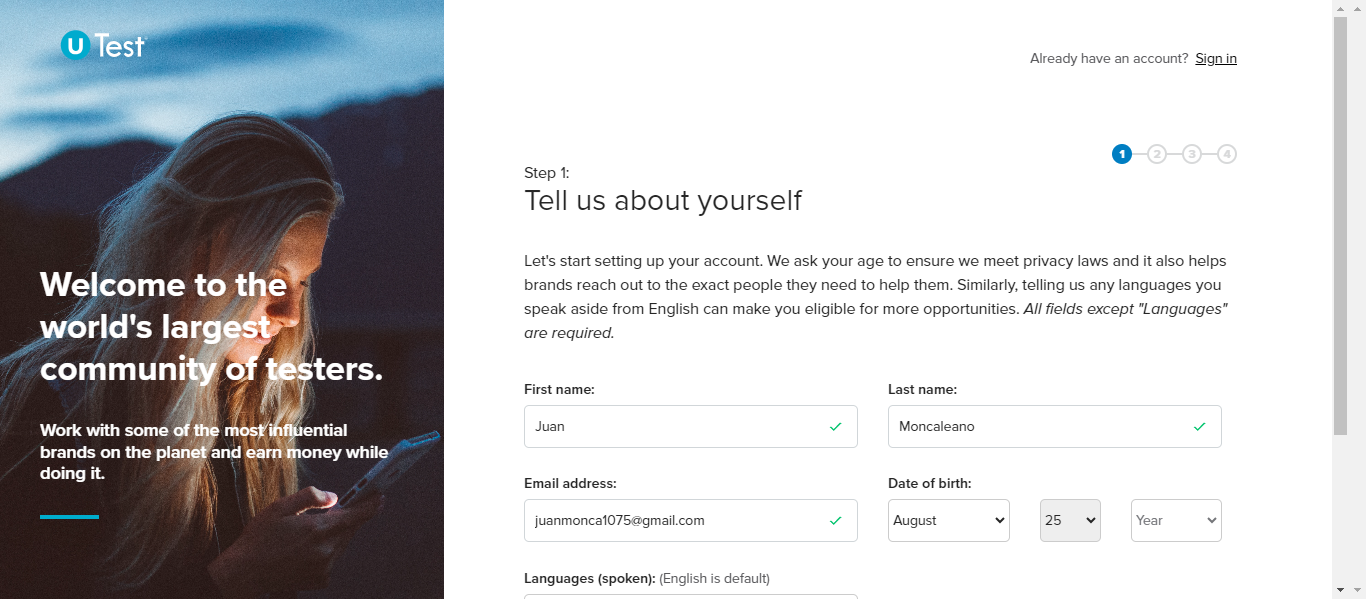 U Test
Already have an account? Sign in
1 2 3 4
Step 1:
Tell us about yourself
Let's start setting up your account. We ask your age to ensure we meet privacy laws and it also helps
brands reach out to the exact people they need to help them. Similarly, telling us any languages you
speak aside from English can make you eligible for more opportunities. All fields except "Languages"
are required.
Welcome to the
world's largest
community of testers.
Work with some of the most influential
brands on the planet and earn money while
doing it.
First name: Last name:
Juan Moncaleano
Email address: Date of birth:
juanmonca1075@gmail.com August 25 Year
Languages (spoken): (English is default)